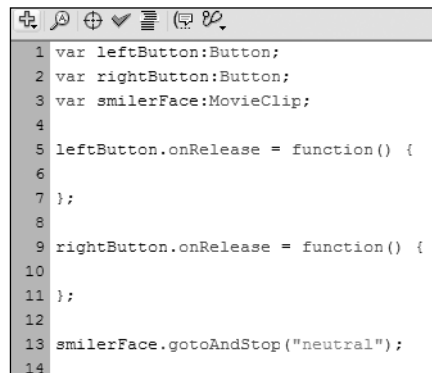 1 var leftButton:Button;
2 var rightButton:Button;
3 var smilerFace:MovieClip;
4
5 leftButton.onRelease = function() {
6
7 };
8
9 rightButton.onRelease = function() {
10
11 };
12
13 smilerFace.gotoAndStop("neutral");
14